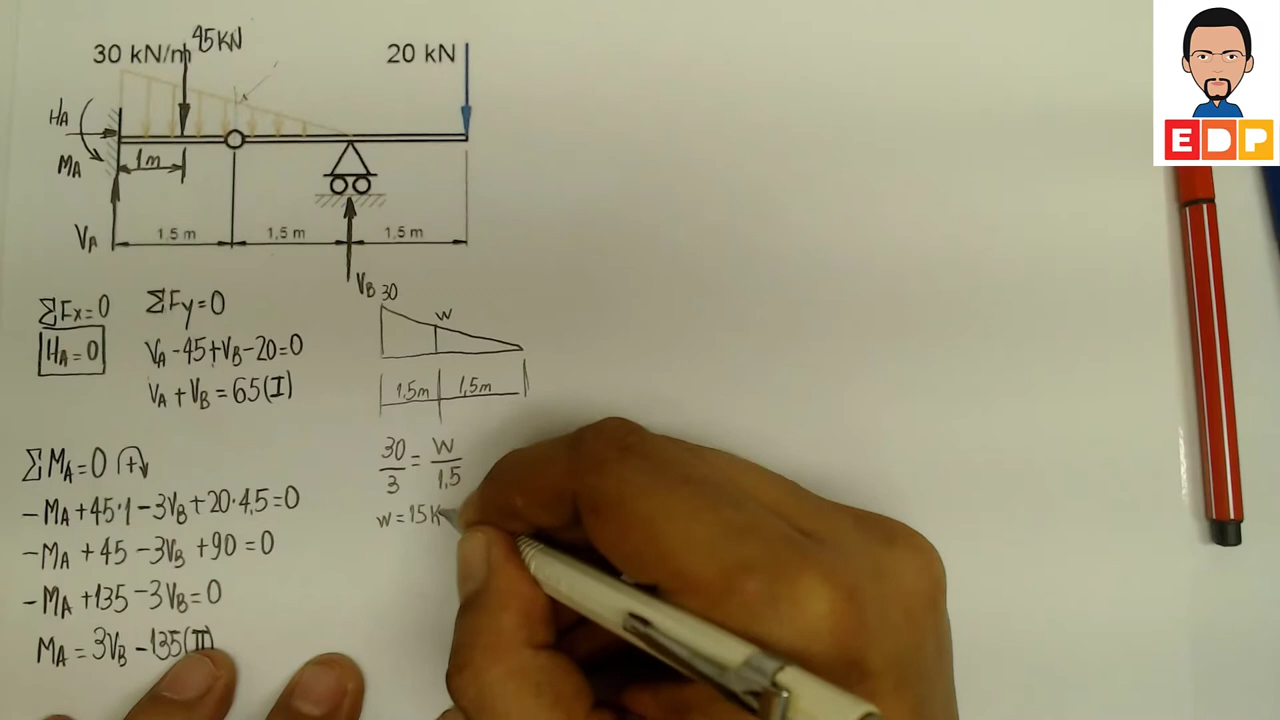 30 kN/m 45KN
20 kN
HA
MA
1m
VA
1,5 m 1,5 m 1,5 m
VB
ΣFx=0
HA=0
ΣFy=0
VA-45+VB-20=0
VA+VB=65(I)
30
W
1.5m 1,5m
ΣMA=0 (+
-MA+45·1-3VB+20·4,5=0
-MA+45-3VB+90=0
-MA+135-3VB=0
MA=3VB-135(II)
30/3=W/1,5
W=15K
EDP